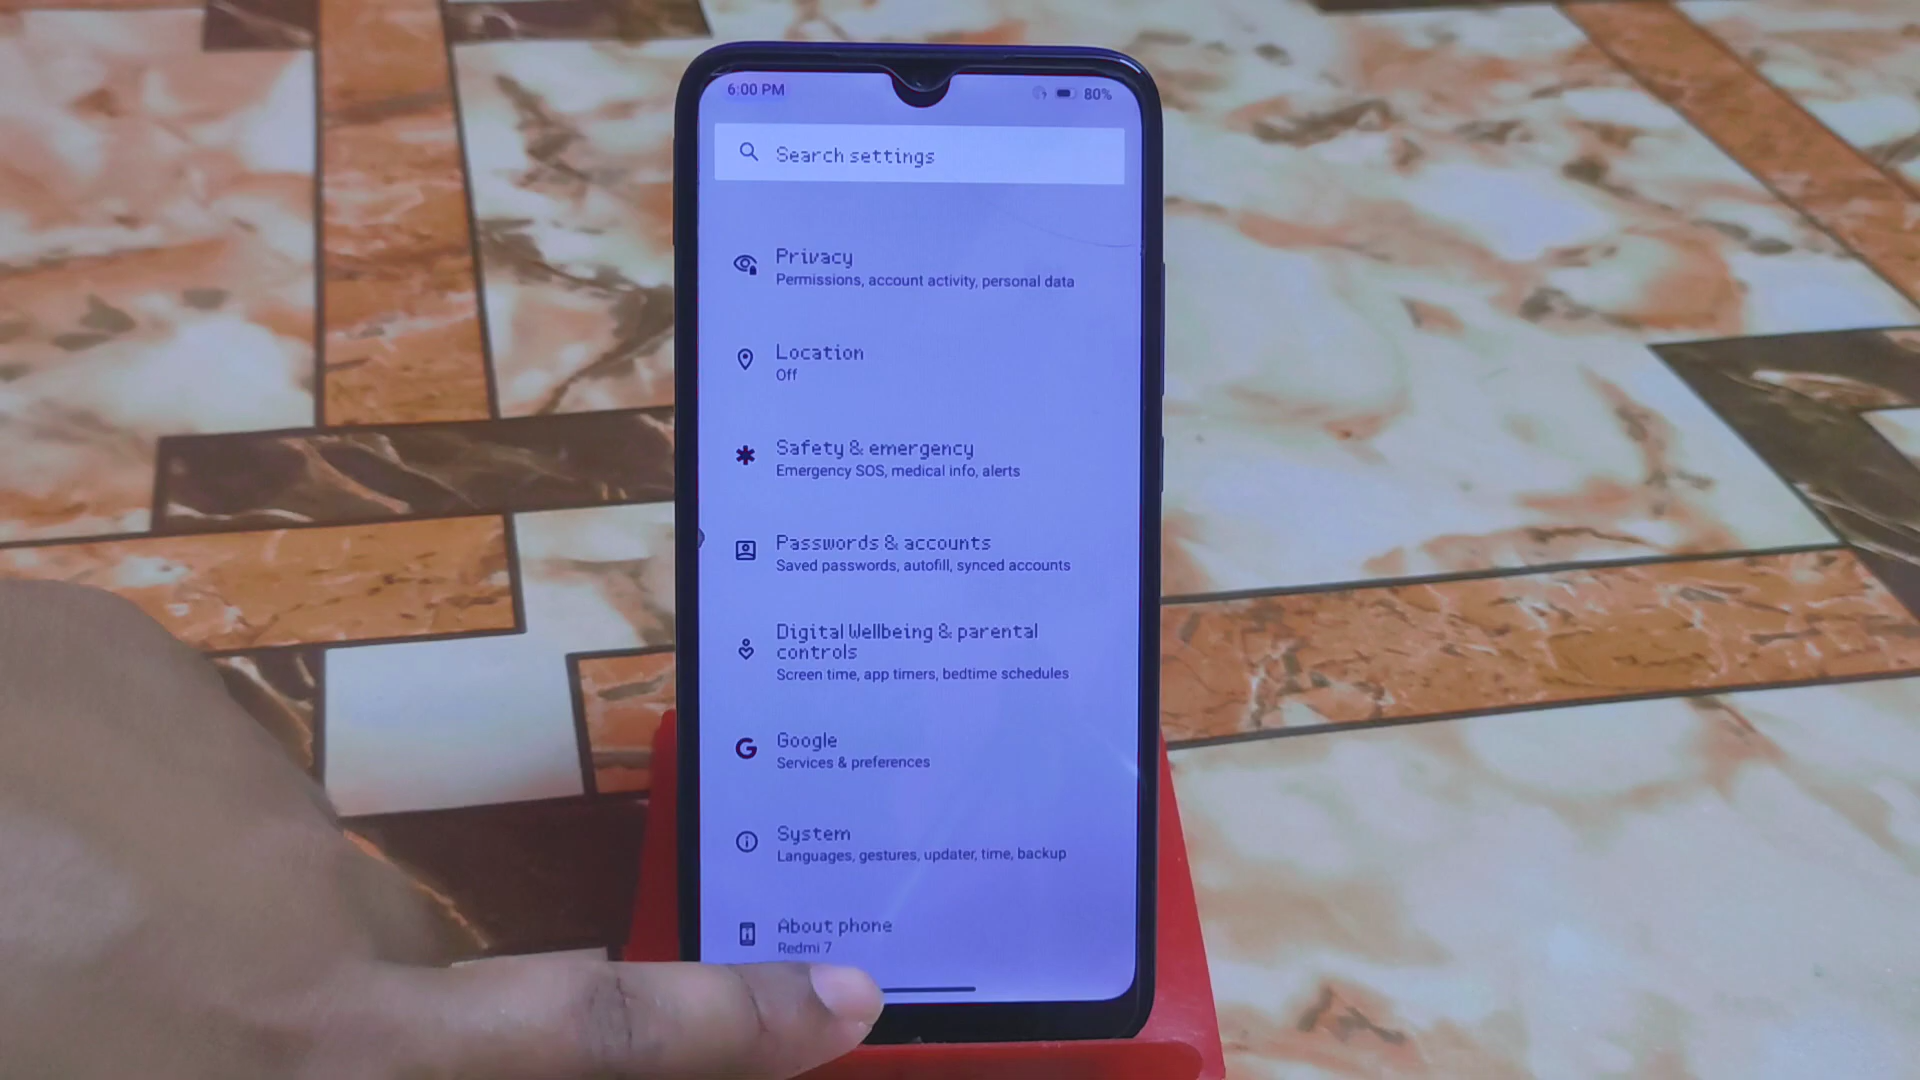 6:00 PM
80%
Search settings
Privacy
Permissions, account activity, personal data
Location
Off
Safety & emergency
Emergency SOS, medical info, alerts
Passwords & accounts
Saved passwords, autofill, synced accounts
Digital Wellbeing & parental
controls
Screen time, app timers, bedtime schedules
Google
Services & preferences
System
Languages, gestures, updater, time, backup
About phone
Redmi 7